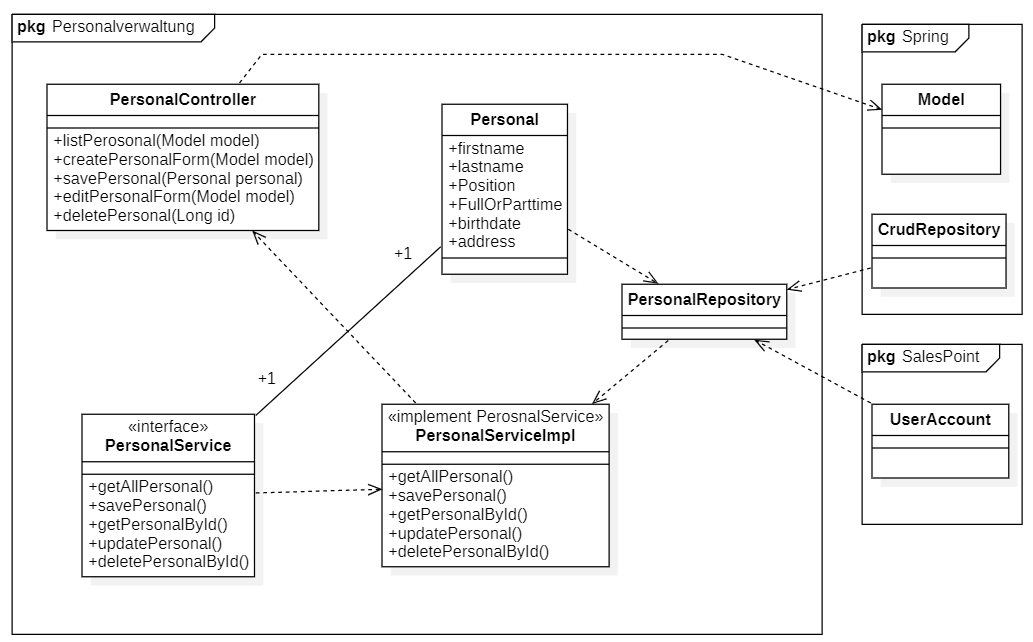 pkg Personalverwaltung
PersonalController
+listPerosonal(Model model)
+createPersonalForm(Model model)
+savePersonal(Personal personal)
+editPersonalForm(Model model)
+deletePersonal(Long id)
Personal
+firstname
+lastname
+Position
+FullOrParttime
+birthdate
+address
+1
+1
PersonalRepository
«interface»
PersonalService
+getAllPersonal()
+savePersonal()
+getPersonalById()
+updatePersonal()
+deletePersonalById()
«implement PerosnalService»
PersonalServiceImpl
+getAllPersonal()
+savePersonal()
+getPersonalById()
+updatePersonal()
+deletePersonalById()
pkg Spring
Model
CrudRepository
pkg SalesPoint
UserAccount